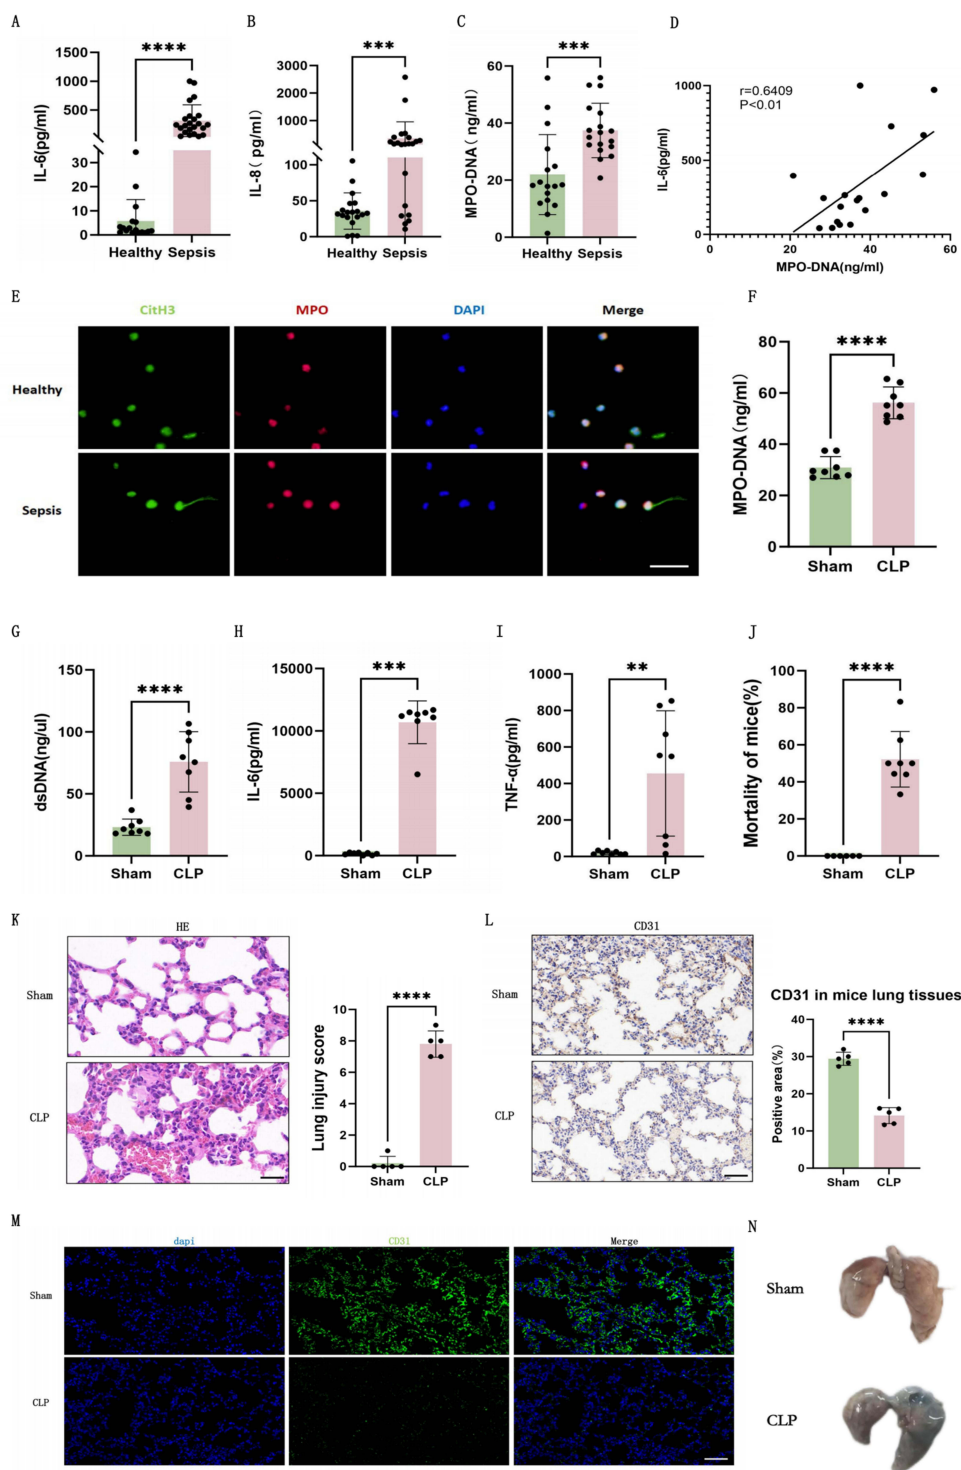 A
B
C
D
****
IL-6(pg/ml)
1500
1000
500
30
20
10
0
Healthy Sepsis
***
IL-8( pg/ml)
3000
2000
1000
100
50
0
Healthy Sepsis
***
MPO-DNA( ng/ml)
60
40
20
0
Healthy Sepsis
r=0.6409
P<0.01
IL-6(pg/ml)
1000
500
0
0 20 40 60
MPO-DNA(ng/ml)
E
CitH3 MPO DAPI Merge
Healthy
Sepsis
F
****
MPO-DNA(ng/ml)
80
60
40
20
0
Sham CLP
G
****
dsDNA(ng/ul)
150
100
50
0
Sham CLP
H
***
IL-6(pg/ml)
15000
10000
5000
0
Sham CLP
I
**
TNF-α(pg/ml)
1000
800
600
400
200
0
Sham CLP
J
****
Mortality of mice(%)
100
80
60
40
20
0
Sham CLP
K
HE
Sham
CLP
****
Lung injury score
10
8
6
4
2
0
Sham CLP
L
CD31
Sham
CLP
CD31 in mice lung tissues
****
Positive area(%)
40
30
20
10
0
Sham CLP
M
dapi CD31 Merge
Sham
CLP
N
Sham
CLP